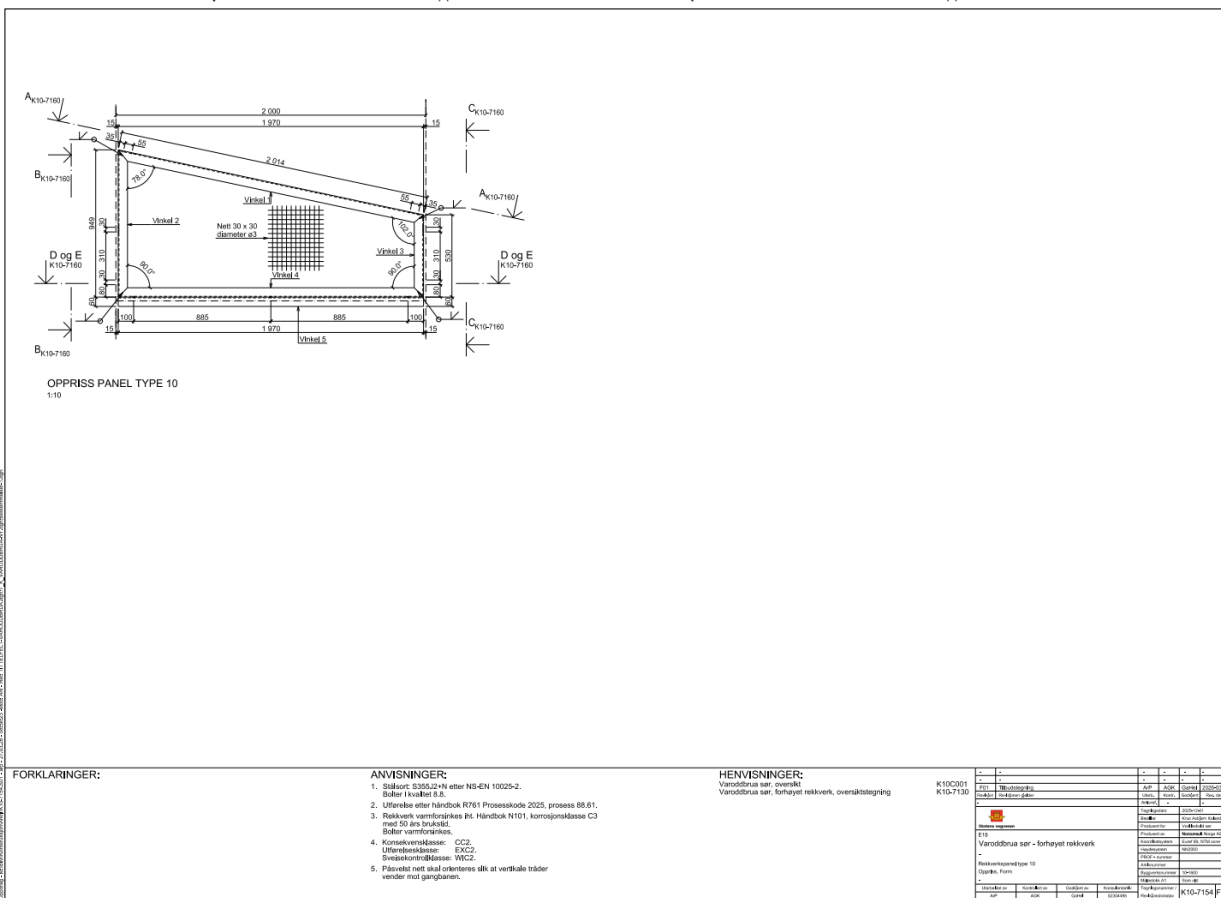 A K10-7160
C K10-7160
2 000
1 970
15
15
35
55
2 014
B K10-7160
78.0°
A K10-7160
55
35
Vinkel 1
949
30
Vinkel 2
Nett 30 x 30
diameter ø3
102.0°
30
Vinkel 3
310
310
530
D og E
K10-7160
D og E
K10-7160
90.0°
90.0°
Vinkel 4
30
80
60
30
80
60
100
885
885
100
15
1 970
15
Vinkel 5
C K10-7160
B K10-7160
OPPRISS PANEL TYPE 10
1:10
FORKLARINGER:
ANVISNINGER:
1. Stålsort: S355J2+N etter NS-EN 10025-2.
Bolter i kvalitet 8.8.
2. Utførelse etter håndbok R761 Prosesskode 2025, prosess 88.61.
3. Rekkverk varmforsinkes iht. Håndbok N101, korrosjonsklasse C3
med 50 års brukstid.
Bolter varmforsinkes.
4. Konsekvensklasse: CC2.
Utførelsesklasse: EXC2.
Sveisekontrollklasse: WIC2.
5. Påsveist nett skal orienteres slik at vertikale tråder
vender mot gangbanen.
HENVISNINGER:
Varoddbrua sør, oversikt K10C001
Varoddbrua sør, forhøyet rekkverk, oversiktstegning K10-7130
F01 Tilbudstegning ArP AGK
Statens vegvesen
E18
Varoddbrua sør - forhøyet rekkverk
Rekkverkspanel type 10
Oppriss, Form
K10-7154